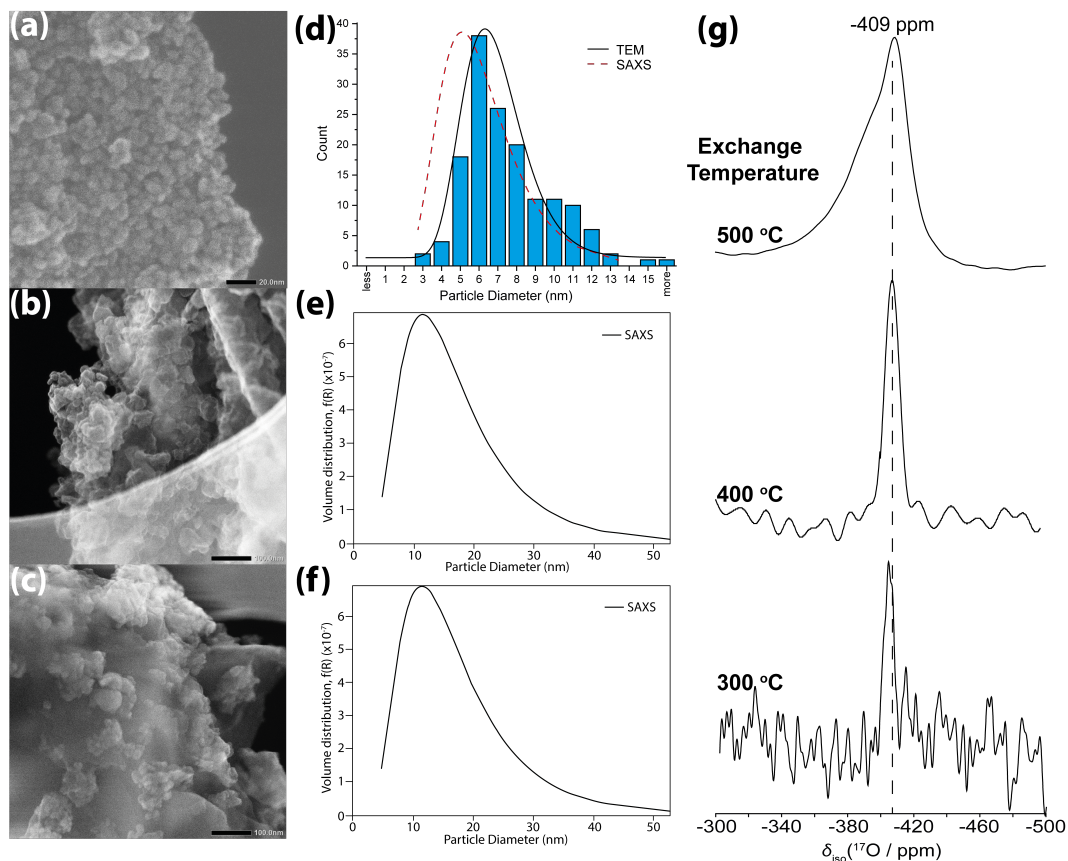 (a)
20.0nm
(b)
100.0nm
(c)
100.0nm
(d)
40
35
30
25
20
15
10
5
0
Count
TEM
SAXS
less
1
2
3
4
5
6
7
8
9
10
11
12
13
14
15
more
Particle Diameter (nm)
(e)
SAXS
6
5
4
3
2
1
0
Volume distribution, f(R) (x10⁻⁷)
0
10
20
30
40
50
Particle Diameter (nm)
(f)
SAXS
6
5
4
3
2
1
0
Volume distribution, f(R) (x10⁻⁷)
0
10
20
30
40
50
Particle Diameter (nm)
(g)
-409 ppm
Exchange
Temperature
500 °C
400 °C
300 °C
-300
-340
-380
-420
-460
-500
δiso(¹⁷O / ppm)